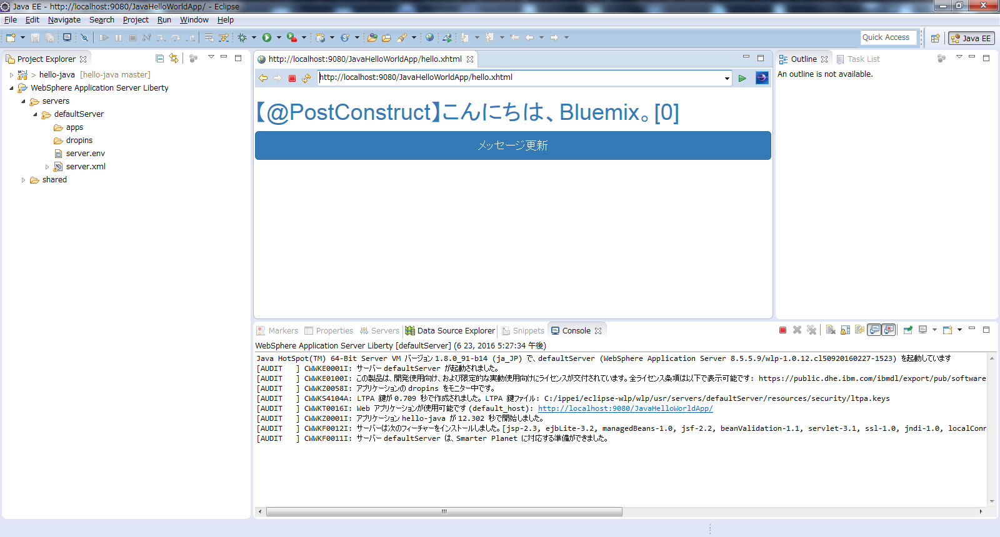 Java EE - http://localhost:9080/JavaHelloWorldApp/ - Eclipse
File Edit Navigate Search Project Run Window Help
Quick Access
Java EE
Project Explorer
> hello-java [hello-java master]
WebSphere Application Server Liberty
servers
defaultServer
apps
dropins
server.env
server.xml
shared
http://localhost:9080/JavaHelloWorldApp/hello.xhtml
http://localhost:9080/JavaHelloWorldApp/hello.xhtml
【@PostConstruct】こんにちは、Bluemix。[0]
メッセージ更新
Outline Task List
An outline is not available.
Markers Properties Servers Data Source Explorer Snippets Console
WebSphere Application Server Liberty [defaultServer] (6 23, 2016 5:27:34 午後)
Java HotSpot(TM) 64-Bit Server VM バージョン 1.8.0_91-b14 (ja_JP) で、defaultServer (WebSphere Application Server 8.5.5.9/wlp-1.0.12.cl50920160227-1523) を起動しています
[AUDIT   ] CWWKE0001I: サーバー defaultServer が起動されました。
[AUDIT   ] CWWKE0100I: この製品は、開発使用向け、および限定的な実動使用向けにライセンスが交付されています。全ライセンス条項は以下で表示可能です: https://public.dhe.ibm.com/ibmdl/export/pub/software
[AUDIT   ] CWWKZ0058I: アプリケーションの dropins をモニター中です。
[AUDIT   ] CWWKS4104A: LTPA 鍵が 0.709 秒で作成されました。LTPA 鍵ファイル: C:/ippei/eclipse-wlp/wlp/usr/servers/defaultServer/resources/security/ltpa.keys
[AUDIT   ] CWWKT0016I: Web アプリケーションが使用可能です (default_host): http://localhost:9080/JavaHelloWorldApp/
[AUDIT   ] CWWKZ0001I: アプリケーション hello-java が 12.302 秒で開始しました。
[AUDIT   ] CWWKF0012I: サーバーは次のフィーチャーをインストールしました。[jsp-2.3, ejbLite-3.2, managedBeans-1.0, jsf-2.2, beanValidation-1.1, servlet-3.1, ssl-1.0, jndi-1.0, localConn
[AUDIT   ] CWWKF0011I: サーバー defaultServer は、Smarter Planet に対応する準備ができました。